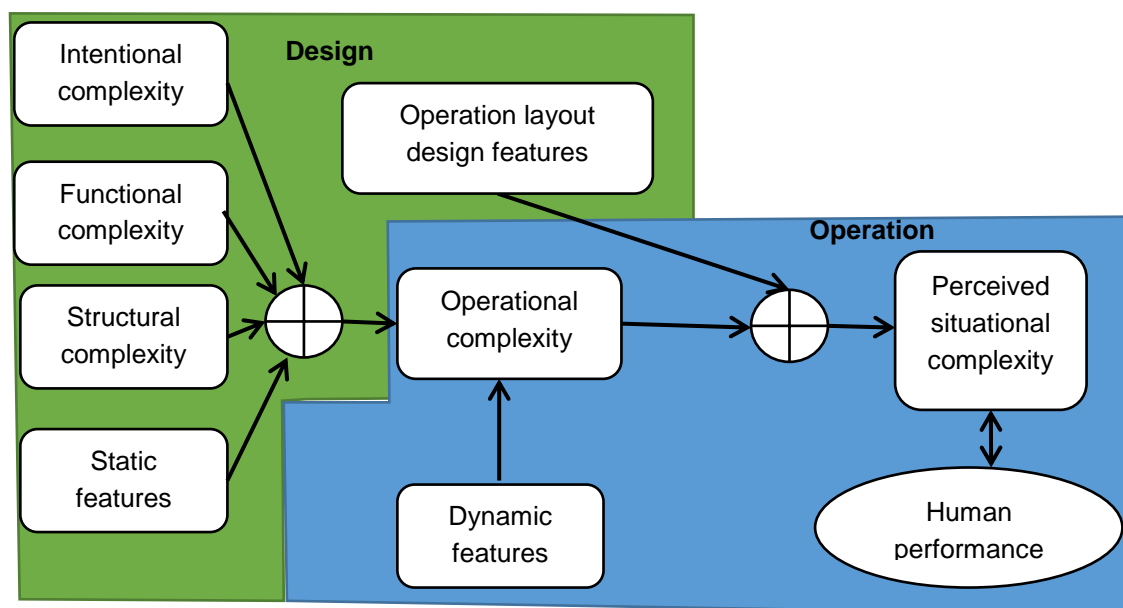 Design
Intentional
complexity
Operation layout
design features
Functional
complexity
Operation
Structural
complexity
Operational
complexity
Perceived
situational
complexity
Static
features
Dynamic
features
Human
performance